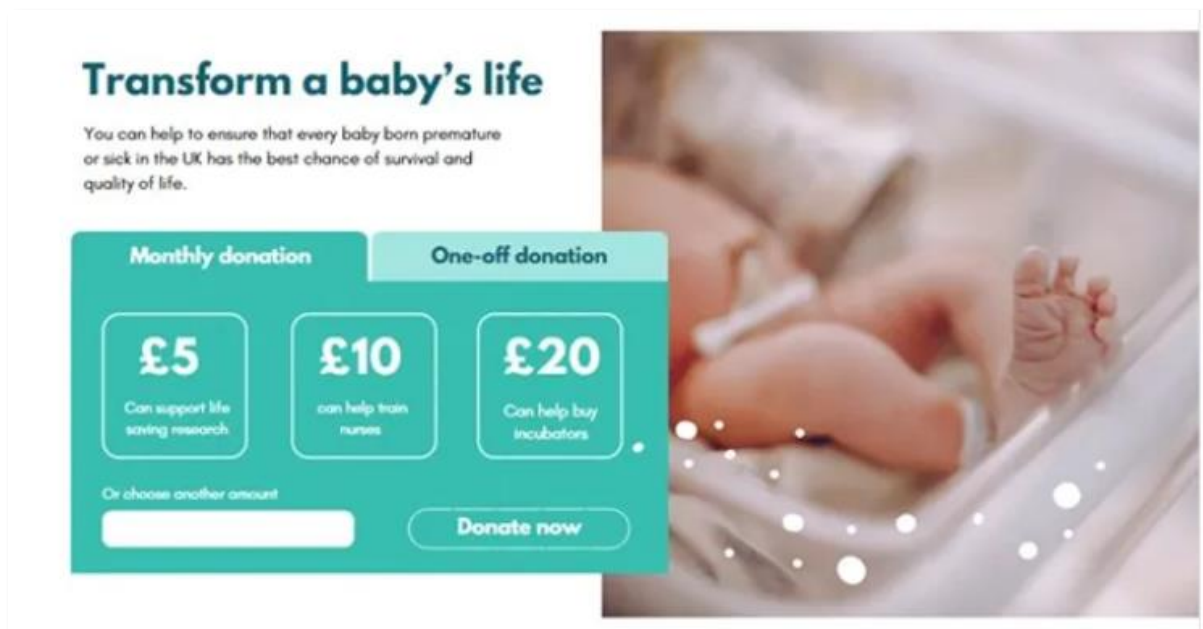 Transform a baby's life
You can help to ensure that every baby born premature
or sick in the UK has the best chance of survival and
quality of life.
Monthly donation
One-off donation
£5
Can support life
saving research
£10
can help train
nurses
£20
Can help buy
incubators
Or choose another amount
Donate now